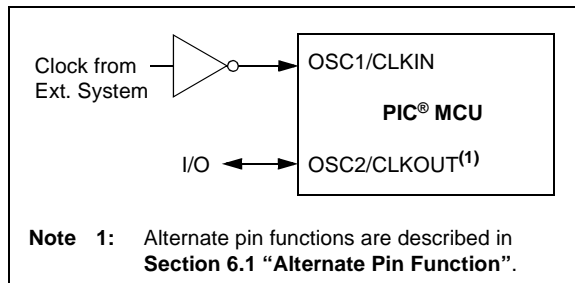 Clock from
Ext. System
OSC1/CLKIN
PIC® MCU
I/O
OSC2/CLKOUT(1)
Note 1: Alternate pin functions are described in
Section 6.1 “Alternate Pin Function”.